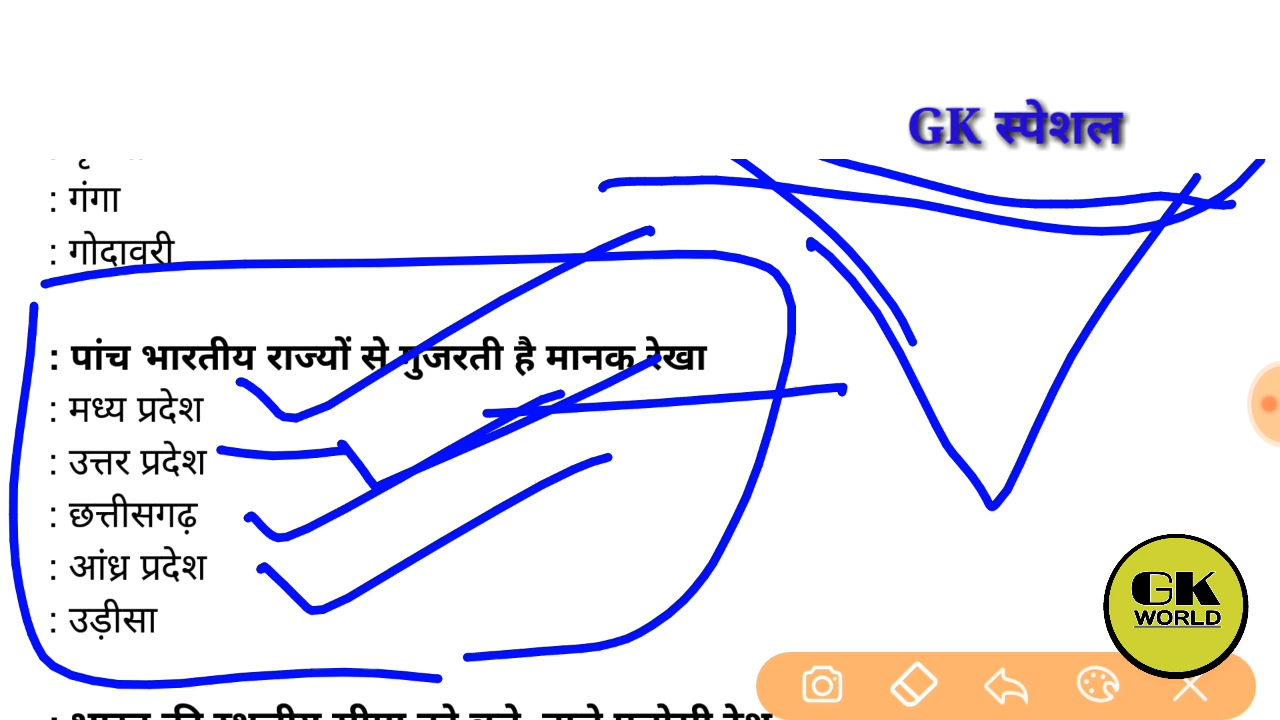 GK स्पेशल
: गंगा
: गोदावरी
: पांच भारतीय राज्यों से गुजरती है मानक रेखा
: मध्य प्रदेश
: उत्तर प्रदेश
: छत्तीसगढ़
: आंध्र प्रदेश
: उड़ीसा
GK
WORLD